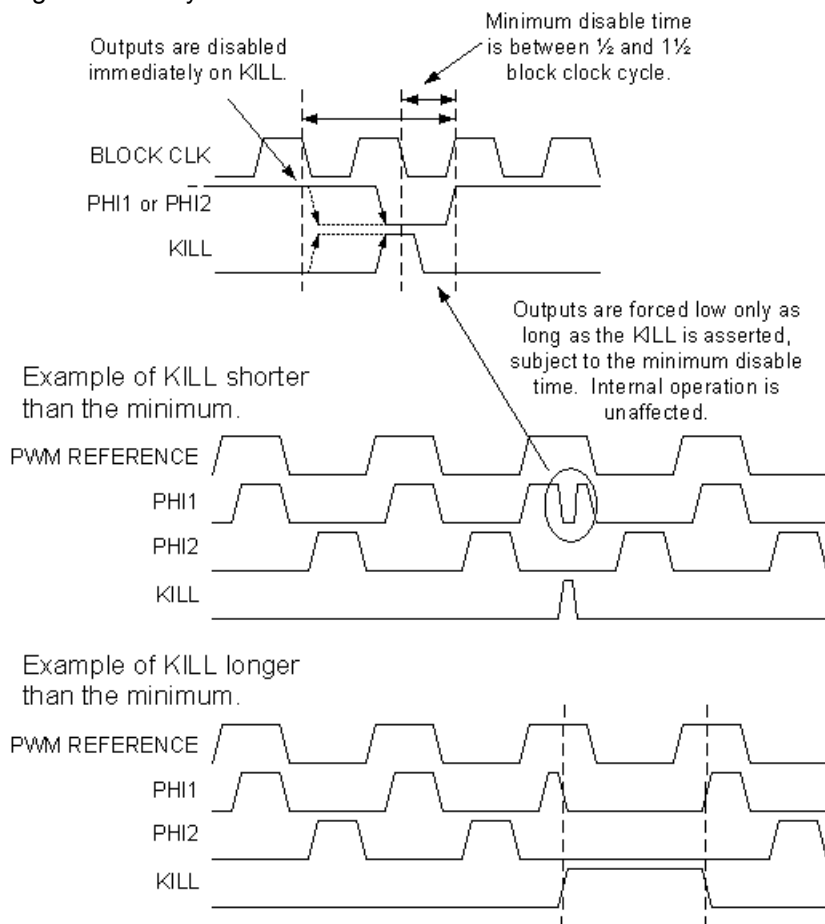 Minimum disable time
is between ½ and 1½
block clock cycle.
Outputs are disabled
immediately on KILL.
BLOCK CLK
PHI1 or PHI2
KILL
Outputs are forced low only as
long as the KILL is asserted,
subject to the minimum disable
time. Internal operation is
unaffected.
Example of KILL shorter
than the minimum.
PWM REFERENCE
PHI1
PHI2
KILL
Example of KILL longer
than the minimum.
PWM REFERENCE
PHI1
PHI2
KILL